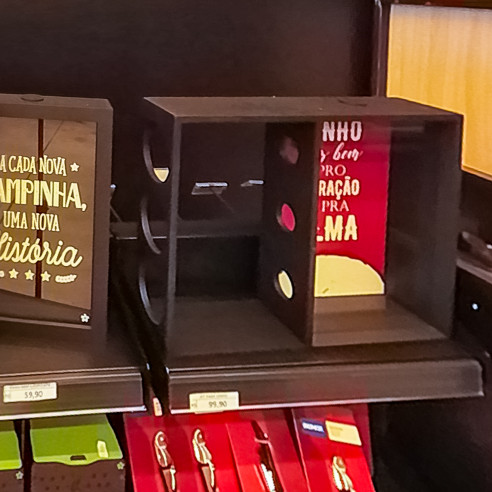 A CADA NOVA
AMPINHA,
UMA NOVA
História
NHO
bem
PRO
RAÇÃO
PRA
LMA
59,90
99,90